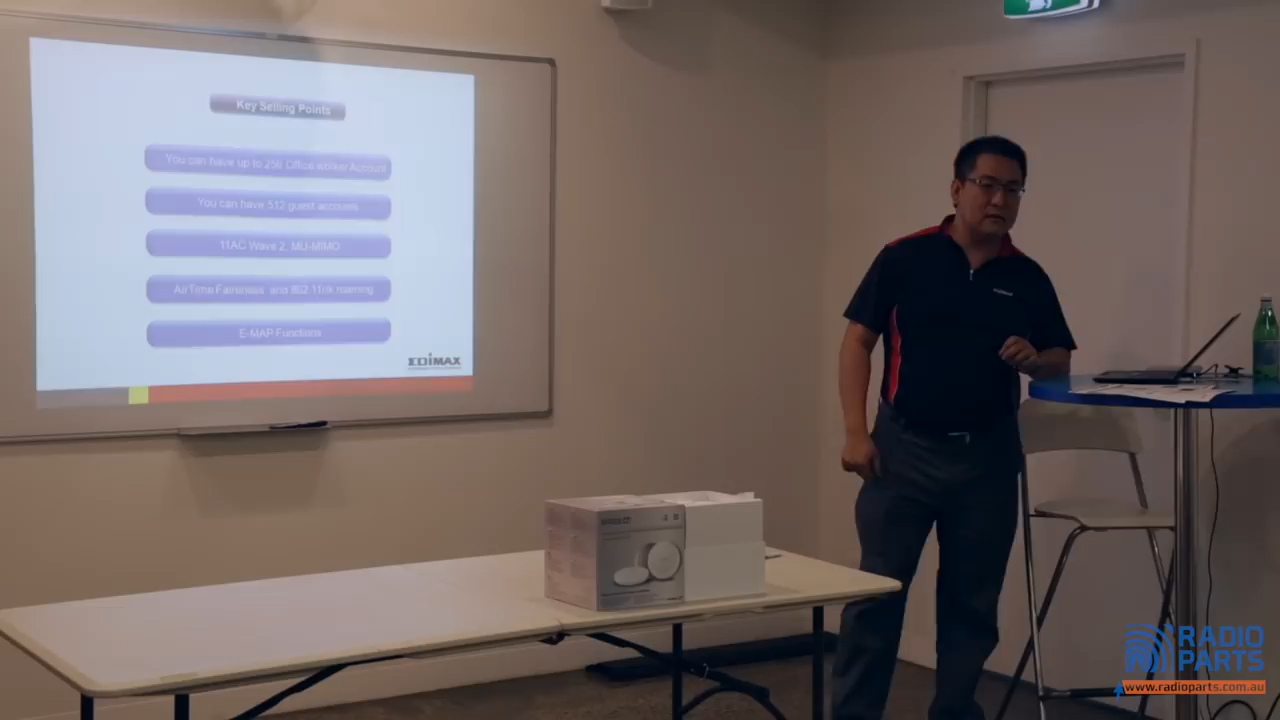 Key Selling Points
You can have up to 256 Office worker Account
You can have 512 guest accounts
11AC Wave 2, MU-MIMO
AirTime Faireness and 802.11r/k roaming
E-MAP Functions
EDIMAX
RADIO
PARTS
www.radioparts.com.au